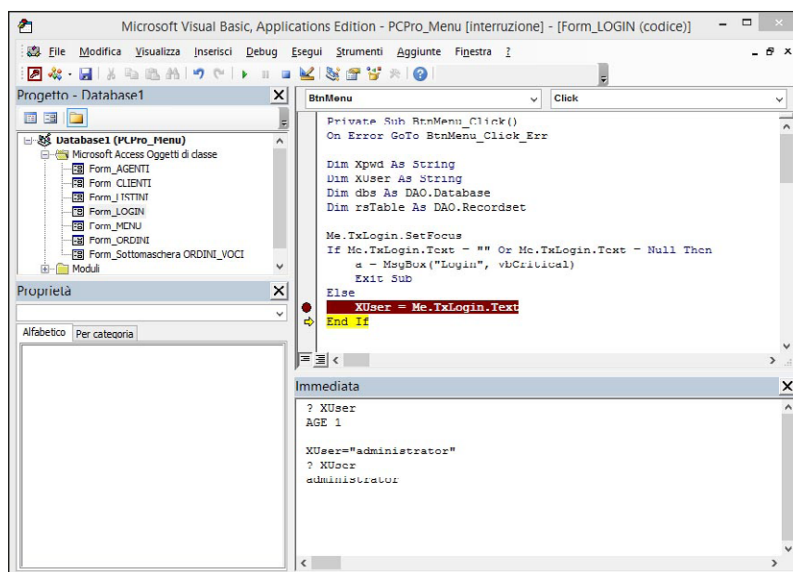 Microsoft Visual Basic, Applications Edition - PCPro_Menu [interruzione] - [Form_LOGIN (codice)]
File Modifica Visualizza Inserisci Debug Esegui Strumenti Aggiunte Finestra ?
Progetto - Database1
Database1 (PCPro_Menu)
Microsoft Access Oggetti di classe
Form_AGENTI
Form_CLIENTI
Form_LISTINI
Form_LOGIN
Form_MENU
Form_ORDINI
Form_Sottomaschera ORDINI_VOCI
Moduli
Proprietà
Alfabetico Per categoria
BtnMenu Click
Private Sub BtnMenu_Click()
On Error GoTo BtnMenu_Click_Err
Dim Xpwd As String
Dim XUser As String
Dim dbs As DAO.Database
Dim rsTable As DAO.Recordset
Me.TxLogin.SetFocus
If Me.TxLogin.Text = "" Or Me.TxLogin.Text = Null Then
a = MsgBox("Login", vbCritical)
Exit Sub
Else
XUser = Me.TxLogin.Text
End If
Immediata
? XUser
AGE 1
XUser="administrator"
? XUser
administrator